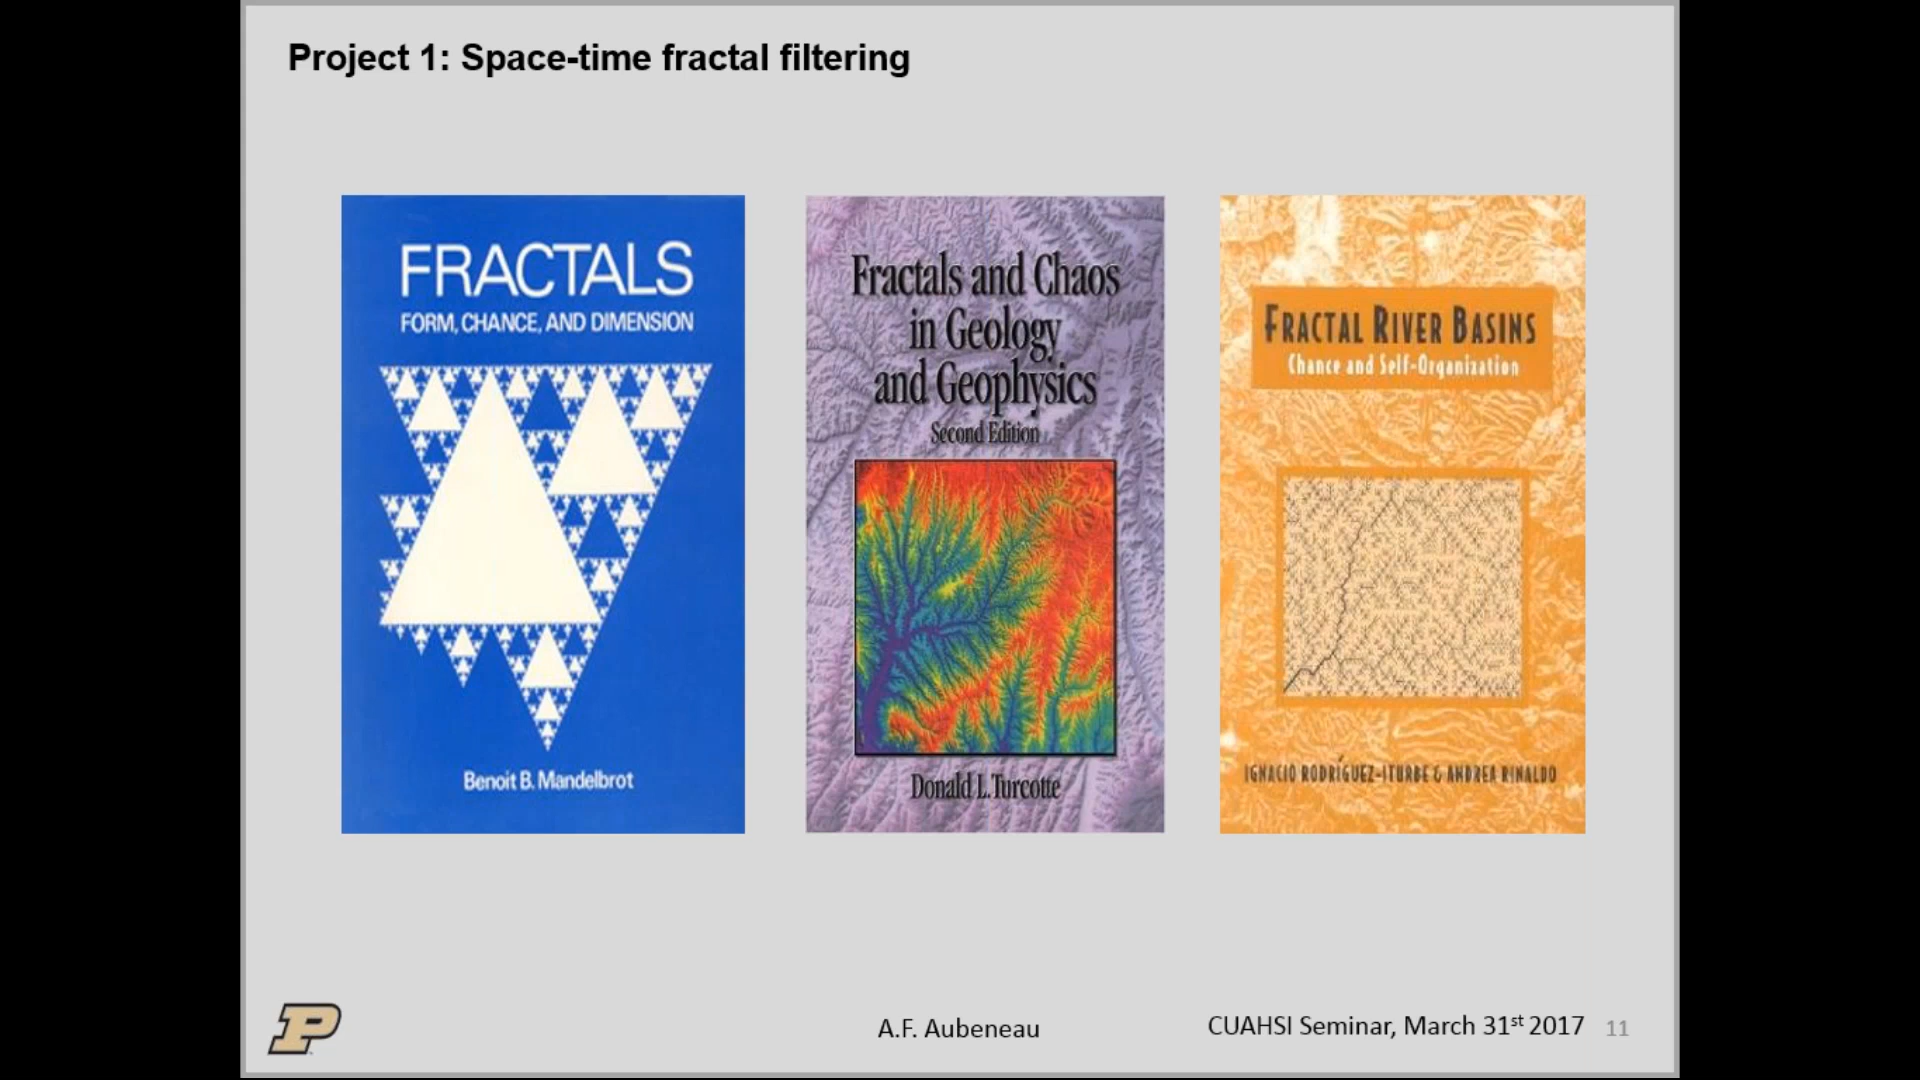 Project 1: Space-time fractal filtering
FRACTALS
FORM, CHANCE, AND DIMENSION
Benoit B. Mandelbrot
Fractals and Chaos
in Geology
and Geophysics
Second Edition
Donald L. Turcotte
FRACTAL RIVER BASINS
Chance and Self-Organization
IGNACIO RODRÍGUEZ-ITURBE & ANDREA RINALDO
P
A.F. Aubeneau
CUAHSI Seminar, March 31st 2017
11